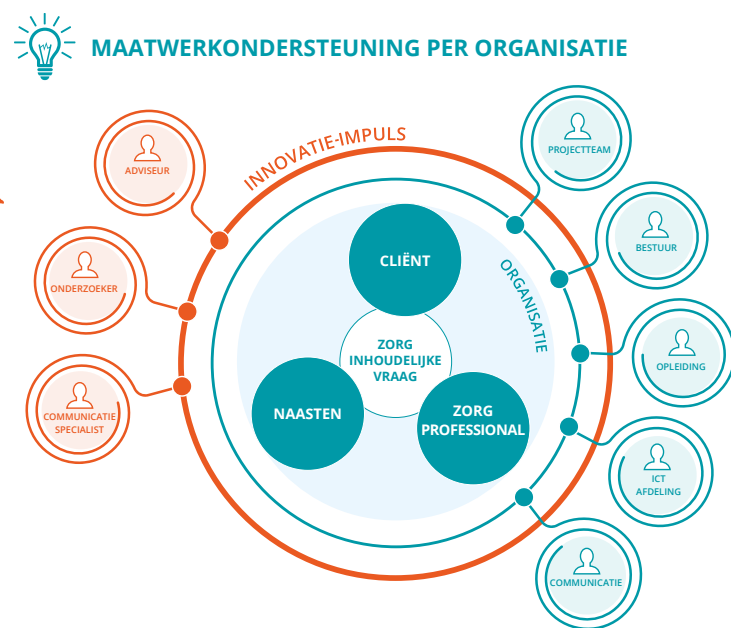 MAATWERKONDERSTEUNING PER ORGANISATIE
INNOVATIE-IMPULS
ADVISEUR
ONDERZOEKER
COMMUNICATIE
SPECIALIST
CLIËNT
ZORG
INHOUDELIJKE
VRAAG
NAASTEN
ZORG
PROFESSIONAL
ORGANISATIE
PROJECTTEAM
BESTUUR
OPLEIDING
ICT
AFDELING
COMMUNICATIE